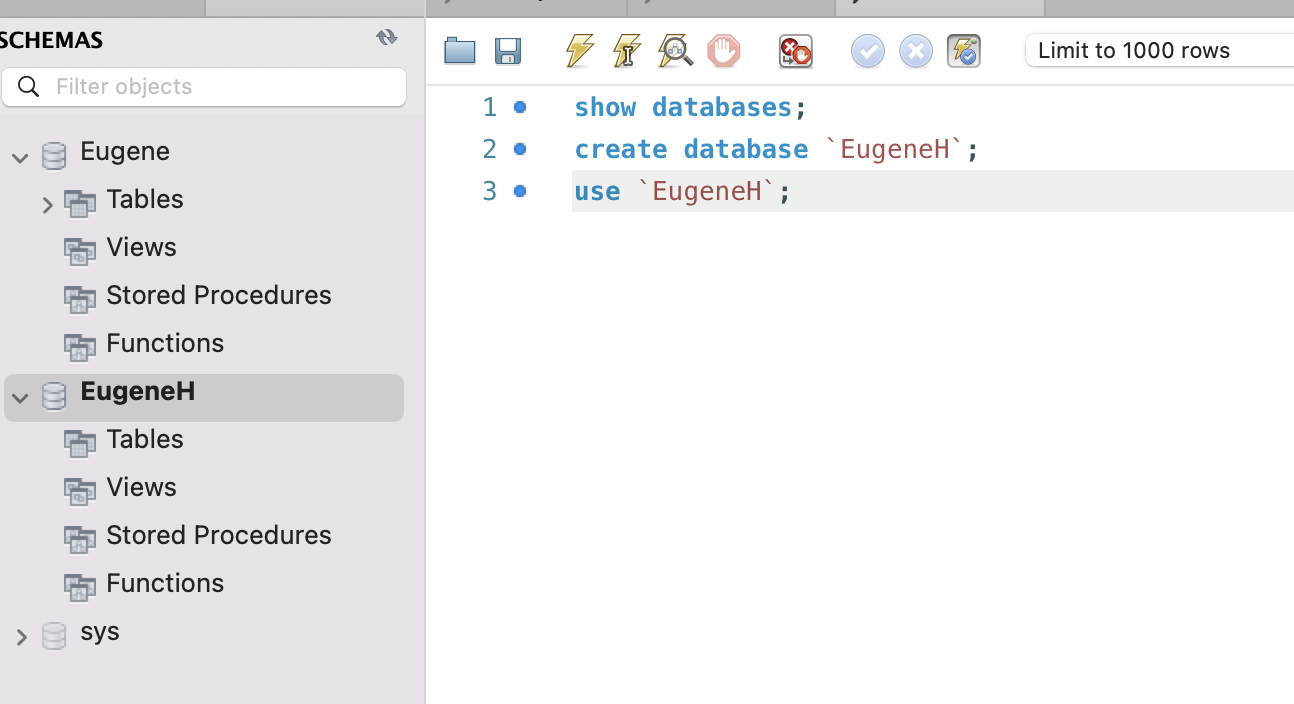 SCHEMAS
Filter objects
Eugene
Tables
Views
Stored Procedures
Functions
EugeneH
Tables
Views
Stored Procedures
Functions
sys
Limit to 1000 rows
1 show databases;
2 create database `EugeneH`;
3 use `EugeneH`;